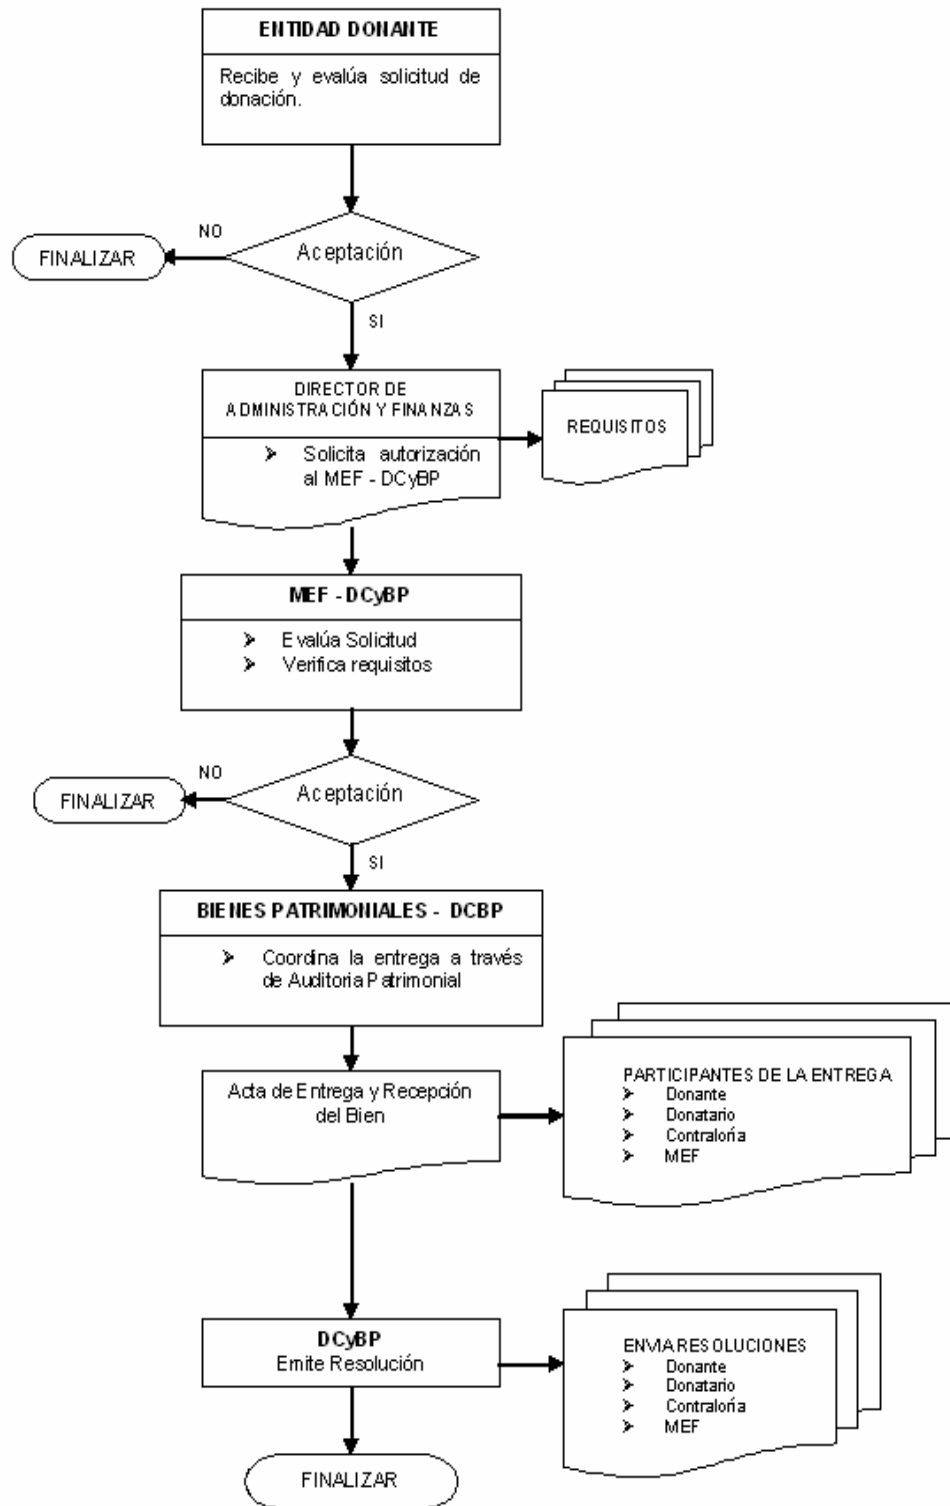 ENTIDAD DONANTE
Recibe y evalúa solicitud de
donación.
NO
Aceptación
FINALIZAR
SI
DIRECTOR DE
ADMINISTRACIÓN Y FINANZAS
➢ Solicita autorización
al MEF - DCyBP
REQUISITOS
MEF - DCyBP
➢ Evalúa Solicitud
➢ Verifica requisitos
NO
Aceptación
FINALIZAR
SI
BIENES PATRIMONIALES - DCBP
➢ Coordina la entrega a través
de Auditoria Patrimonial
Acta de Entrega y Recepción
del Bien
PARTICIPANTES DE LA ENTREGA
➢ Donante
➢ Donatario
➢ Contraloría
➢ MEF
DCyBP
Emite Resolución
ENVIA RESOLUCIONES
➢ Donante
➢ Donatario
➢ Contraloría
➢ MEF
FINALIZAR